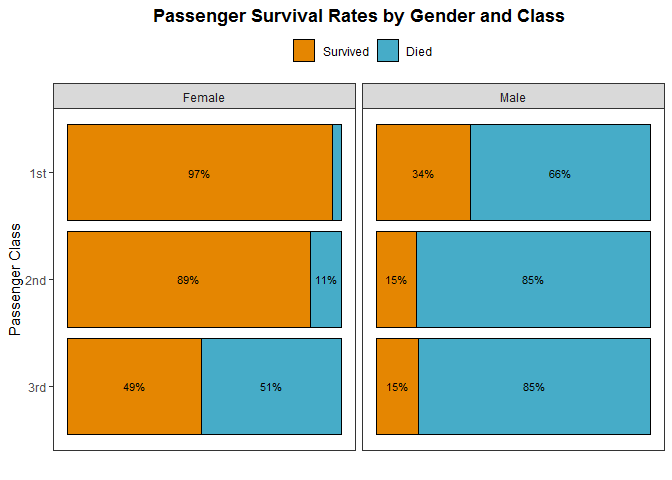 Passenger Survival Rates by Gender and Class
Survived Died
Female Male
Passenger Class
1st 97% 34% 66%
2nd 89% 11% 15% 85%
3rd 49% 51% 15% 85%